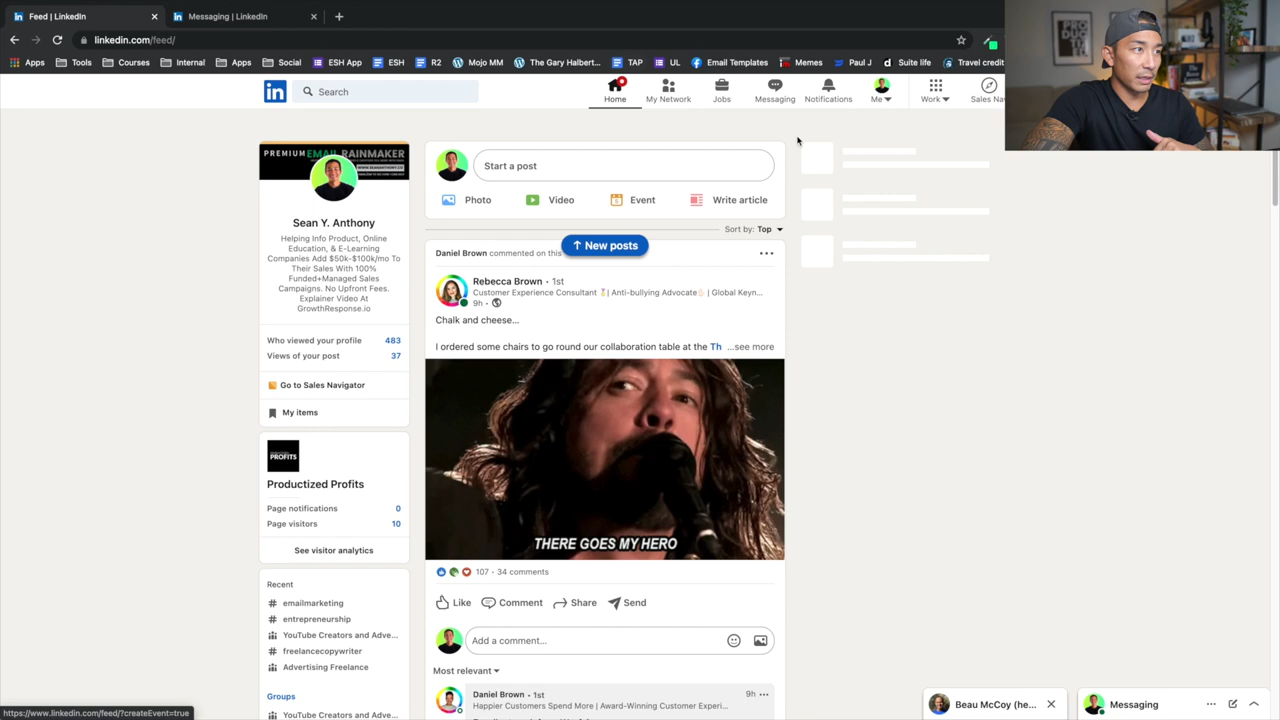 Feed | LinkedIn
Messaging | LinkedIn
linkedin.com/feed/
Apps
Tools
Courses
Internal
Apps
Social
ESH App
ESH
R2
Mojo MM
The Gary Halbert...
TAP
UL
Email Templates
Memes
Paul J
Suite life
Travel credit
Search
Home
My Network
Jobs
Messaging
Notifications
Me
Work
Sales Na
PREMIUM EMAIL RAINMAKER
Sean Y. Anthony
Helping Info Product, Online
Education, & E-Learning
Companies Add $50k-$100k/mo To
Their Sales With 100%
Funded+Managed Sales
Campaigns. No Upfront Fees.
Explainer Video At
GrowthResponse.io
Who viewed your profile 483
Views of your post 37
Go to Sales Navigator
My items
PROFITS
Productized Profits
Page notifications 0
Page visitors 10
See visitor analytics
Recent
# emailmarketing
# entrepreneurship
YouTube Creators and Adve...
# freelancecopywriter
Advertising Freelance
Groups
YouTube Creators and Adve...
Start a post
Photo
Video
Event
Write article
Sort by: Top
Daniel Brown commented on this
↑ New posts
Rebecca Brown • 1st
Customer Experience Consultant | Anti-bullying Advocate | Global Keyn...
9h •
Chalk and cheese...
I ordered some chairs to go round our collaboration table at the Th ...see more
THERE GOES MY HERO
107 • 34 comments
Like
Comment
Share
Send
Add a comment...
Most relevant
Daniel Brown • 1st
9h
Happier Customers Spend More | Award-Winning Customer Experi...
https://www.linkedin.com/feed/?createEvent=true
Beau McCoy (he...
Messaging